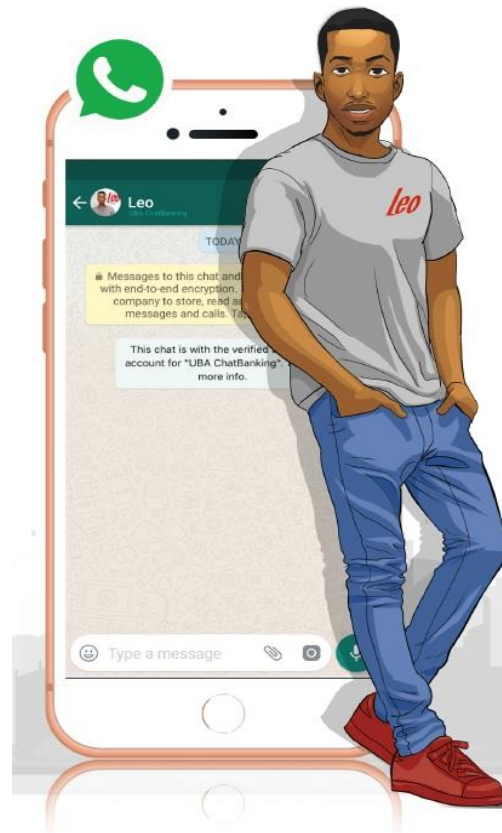 Leo
UBA ChatBanking
TODAY
Messages to this chat and
with end-to-end encryption.
company to store, read a
messages and calls. Ta
This chat is with the verified
account for "UBA ChatBanking".
more info.
Type a message
Leo